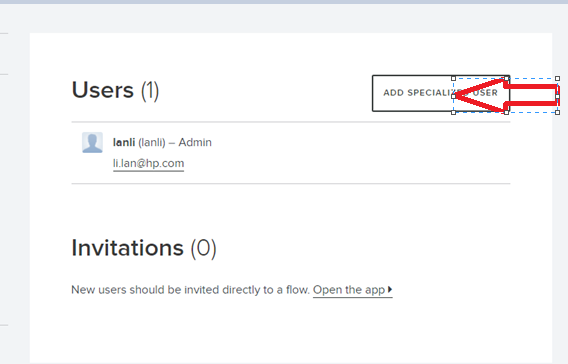 Users (1)
ADD SPECIALIZED USER
lanli (lanli) – Admin
li.lan@hp.com
Invitations (0)
New users should be invited directly to a flow. Open the app